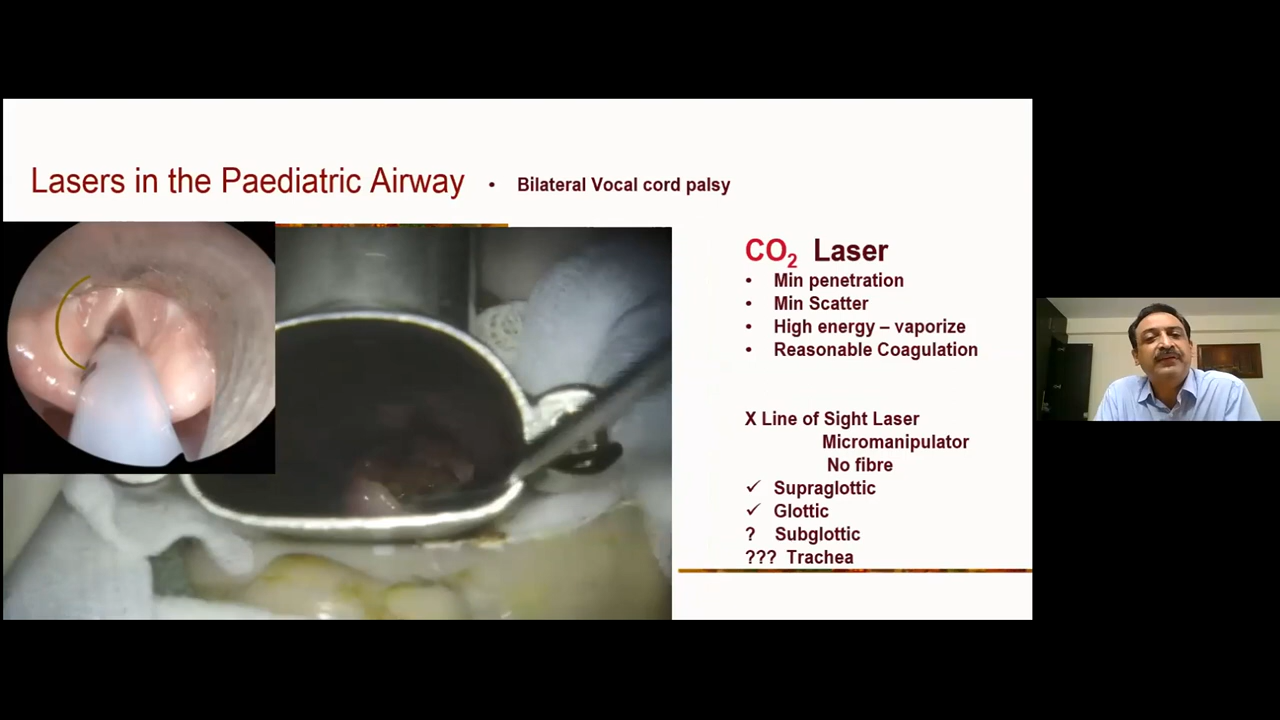 Lasers in the Paediatric Airway • Bilateral Vocal cord palsy
CO₂ Laser
• Min penetration
• Min Scatter
• High energy – vaporize
• Reasonable Coagulation
X Line of Sight Laser
Micromanipulator
No fibre
✓ Supraglottic
✓ Glottic
? Subglottic
??? Trachea